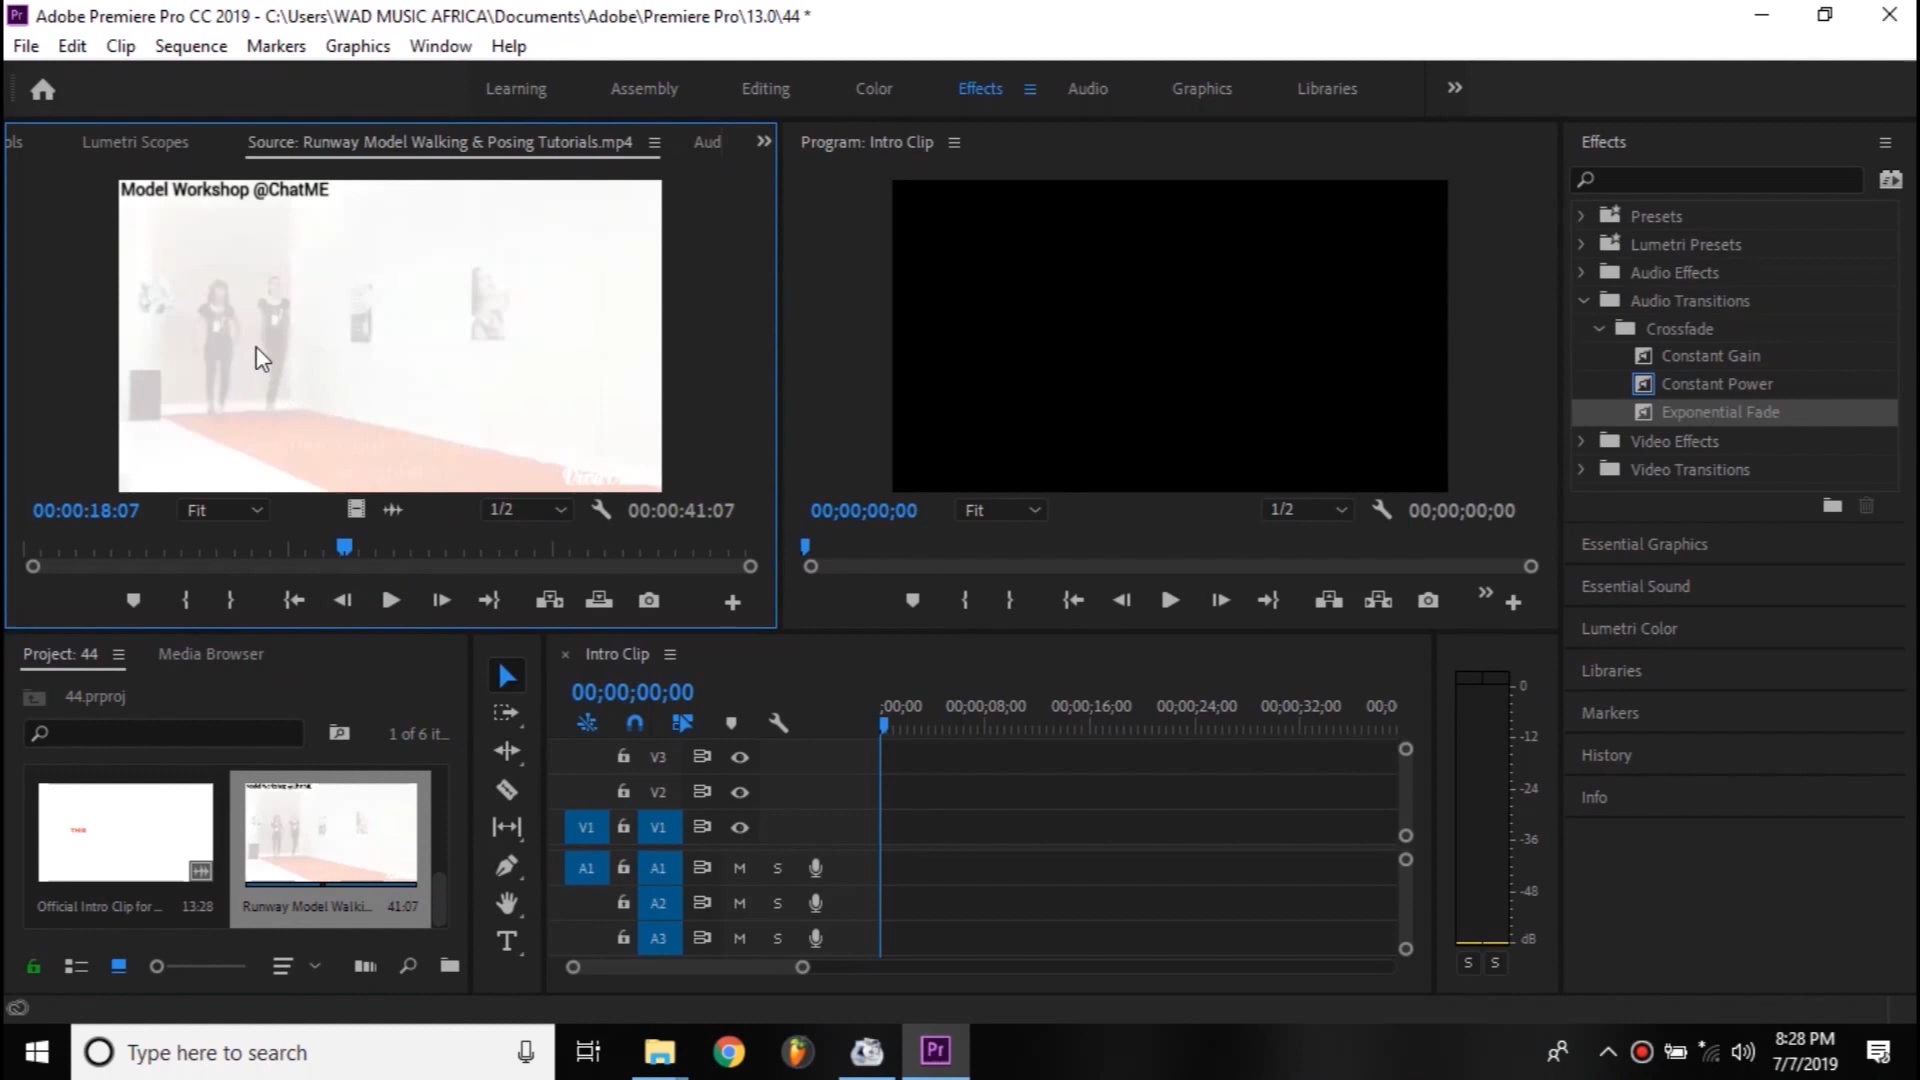 Adobe Premiere Pro CC 2019 - C:\Users\WAD MUSIC AFRICA\Documents\Adobe\Premiere Pro\13.0\44 *
File Edit Clip Sequence Markers Graphics Window Help
Learning Assembly Editing Color Effects Audio Graphics Libraries
Lumetri Scopes Source: Runway Model Walking & Posing Tutorials.mp4 Aud
Program: Intro Clip
Effects
Model Workshop @ChatME
Presets
Lumetri Presets
Audio Effects
Audio Transitions
Crossfade
Constant Gain
Constant Power
Exponential Fade
Video Effects
Video Transitions
00:00:18:07 Fit 1/2 00:00:41:07
00;00;00;00 Fit 1/2 00;00;00;00
Essential Graphics
Essential Sound
Lumetri Color
Libraries
Markers
History
Info
Project: 44 Media Browser
44.prproj
1 of 6 it...
Official Intro Clip for ... 13:28
Runway Model Walki... 41:07
Intro Clip
00;00;00;00
;00;00 00;00;08;00 00;00;16;00 00;00;24;00 00;00;32;00 00;0
V3
V2
V1 V1
A1 A1 M S
A2 M S
A3 M S
0
-12
-24
-36
-48
dB
S S
Type here to search
8:28 PM
7/7/2019